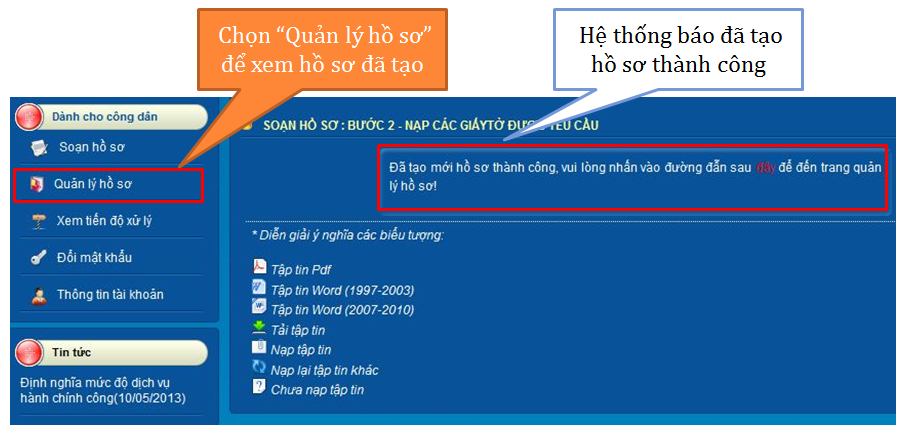 Chọn “Quản lý hồ sơ”
để xem hồ sơ đã tạo
Hệ thống báo đã tạo
hồ sơ thành công
Dành cho công dân
Soạn hồ sơ
Quản lý hồ sơ
Xem tiến độ xử lý
Đổi mật khẩu
Thông tin tài khoản
Tin tức
Định nghĩa mức độ dịch vụ
hành chính công(10/05/2013)
SOẠN HỒ SƠ : BƯỚC 2 - NẠP CÁC GIẤYTỜ ĐƯỢC YÊU CẦU
Đã tạo mới hồ sơ thành công, vui lòng nhấn vào đường đẫn sau đây để đến trang quản
lý hồ sơ!
* Diễn giải ý nghĩa các biểu tượng:
Tập tin Pdf
Tập tin Word (1997-2003)
Tập tin Word (2007-2010)
Tải tập tin
Nạp tập tin
Nạp lại tập tin khác
Chưa nạp tập tin